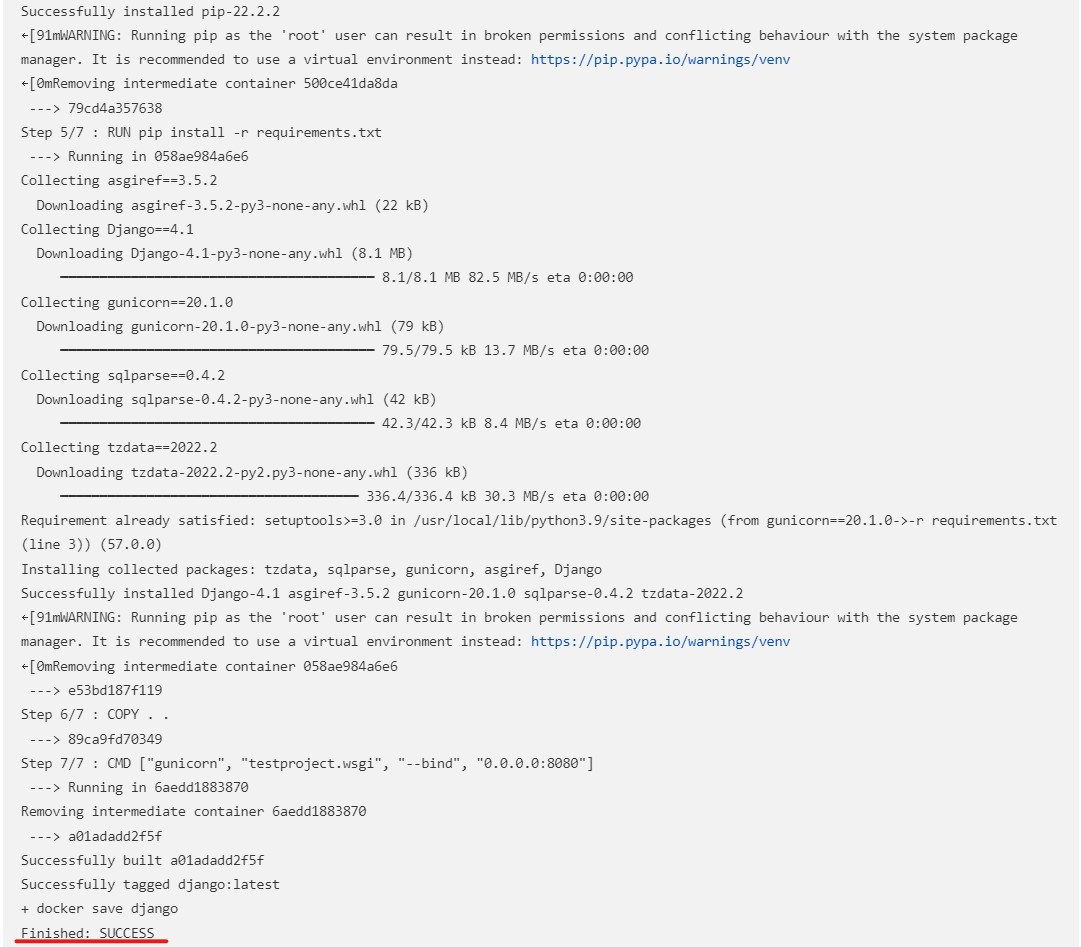 Successfully installed pip-22.2.2
←[91mWARNING: Running pip as the 'root' user can result in broken permissions and conflicting behaviour with the system package
manager. It is recommended to use a virtual environment instead: https://pip.pypa.io/warnings/venv
←[0mRemoving intermediate container 500ce41da8da
 ---> 79cd4a357638
Step 5/7 : RUN pip install -r requirements.txt
 ---> Running in 058ae984a6e6
Collecting asgiref==3.5.2
  Downloading asgiref-3.5.2-py3-none-any.whl (22 kB)
Collecting Django==4.1
  Downloading Django-4.1-py3-none-any.whl (8.1 MB)
     ━━━━━━━━━━━━━━━━━━━━━━━━━━━━━━━━━━━━━━━━ 8.1/8.1 MB 82.5 MB/s eta 0:00:00
Collecting gunicorn==20.1.0
  Downloading gunicorn-20.1.0-py3-none-any.whl (79 kB)
     ━━━━━━━━━━━━━━━━━━━━━━━━━━━━━━━━━━━━━━━━ 79.5/79.5 kB 13.7 MB/s eta 0:00:00
Collecting sqlparse==0.4.2
  Downloading sqlparse-0.4.2-py3-none-any.whl (42 kB)
     ━━━━━━━━━━━━━━━━━━━━━━━━━━━━━━━━━━━━━━━━ 42.3/42.3 kB 8.4 MB/s eta 0:00:00
Collecting tzdata==2022.2
  Downloading tzdata-2022.2-py2.py3-none-any.whl (336 kB)
     ━━━━━━━━━━━━━━━━━━━━━━━━━━━━━━━━━━━━━━ 336.4/336.4 kB 30.3 MB/s eta 0:00:00
Requirement already satisfied: setuptools>=3.0 in /usr/local/lib/python3.9/site-packages (from gunicorn==20.1.0->-r requirements.txt
(line 3)) (57.0.0)
Installing collected packages: tzdata, sqlparse, gunicorn, asgiref, Django
Successfully installed Django-4.1 asgiref-3.5.2 gunicorn-20.1.0 sqlparse-0.4.2 tzdata-2022.2
←[91mWARNING: Running pip as the 'root' user can result in broken permissions and conflicting behaviour with the system package
manager. It is recommended to use a virtual environment instead: https://pip.pypa.io/warnings/venv
←[0mRemoving intermediate container 058ae984a6e6
 ---> e53bd187f119
Step 6/7 : COPY . .
 ---> 89ca9fd70349
Step 7/7 : CMD ["gunicorn", "testproject.wsgi", "--bind", "0.0.0.0:8080"]
 ---> Running in 6aedd1883870
Removing intermediate container 6aedd1883870
 ---> a01adadd2f5f
Successfully built a01adadd2f5f
Successfully tagged django:latest
+ docker save django
Finished: SUCCESS